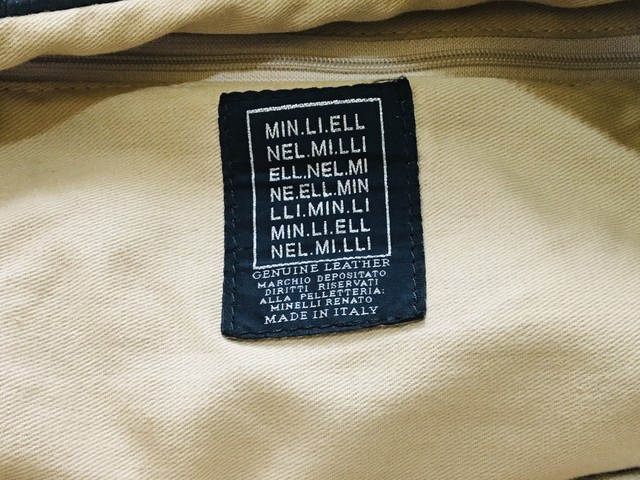 MIN.LI.ELL
NEL.MI.LLI
ELL.NEL.MI
NE.ELL.MIN
LLI.MIN.LI
MIN.LI.ELL
NEL.MI.LLI
GENUINE LEATHER
MARCHIO DEPOSITATO
DIRITTI RISERVATI
ALLA PELLETTERIA:
MINELLI RENATO
MADE IN ITALY